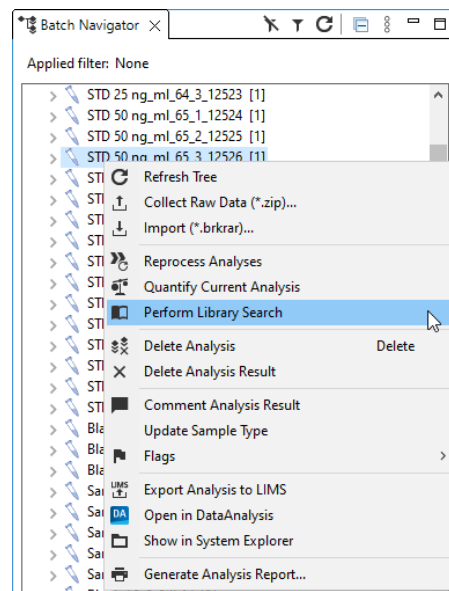 *Batch Navigator
Applied filter: None
STD 25 ng_ml_64_3_12523 [1]
STD 50 ng_ml_65_1_12524 [1]
STD 50 ng_ml_65_2_12525 [1]
STD 50 ng_ml_65_3_12526 [1]
Refresh Tree
Collect Raw Data (*.zip)...
Import (*.brkrar)...
Reprocess Analyses
Quantify Current Analysis
Perform Library Search
Delete Analysis Delete
Delete Analysis Result
Comment Analysis Result
Update Sample Type
Flags
LIMS Export Analysis to LIMS
DA Open in DataAnalysis
Show in System Explorer
Generate Analysis Report...